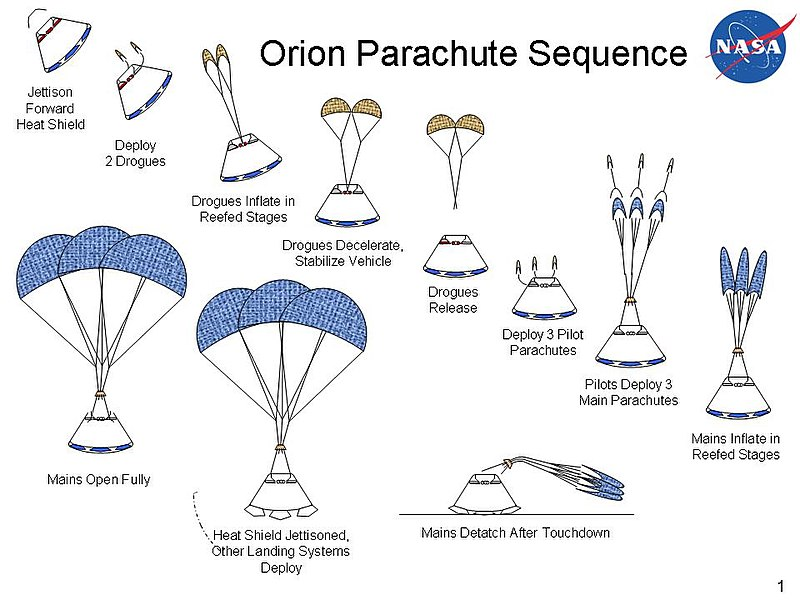 Orion Parachute Sequence
NASA
Jettison
Forward
Heat Shield
Deploy
2 Drogues
Drogues Inflate in
Reefed Stages
Drogues Decelerate,
Stabilize Vehicle
Drogues
Release
Deploy 3 Pilot
Parachutes
Pilots Deploy 3
Main Parachutes
Mains Inflate in
Reefed Stages
Mains Open Fully
Heat Shield Jettisoned,
Other Landing Systems
Deploy
Mains Detatch After Touchdown
1